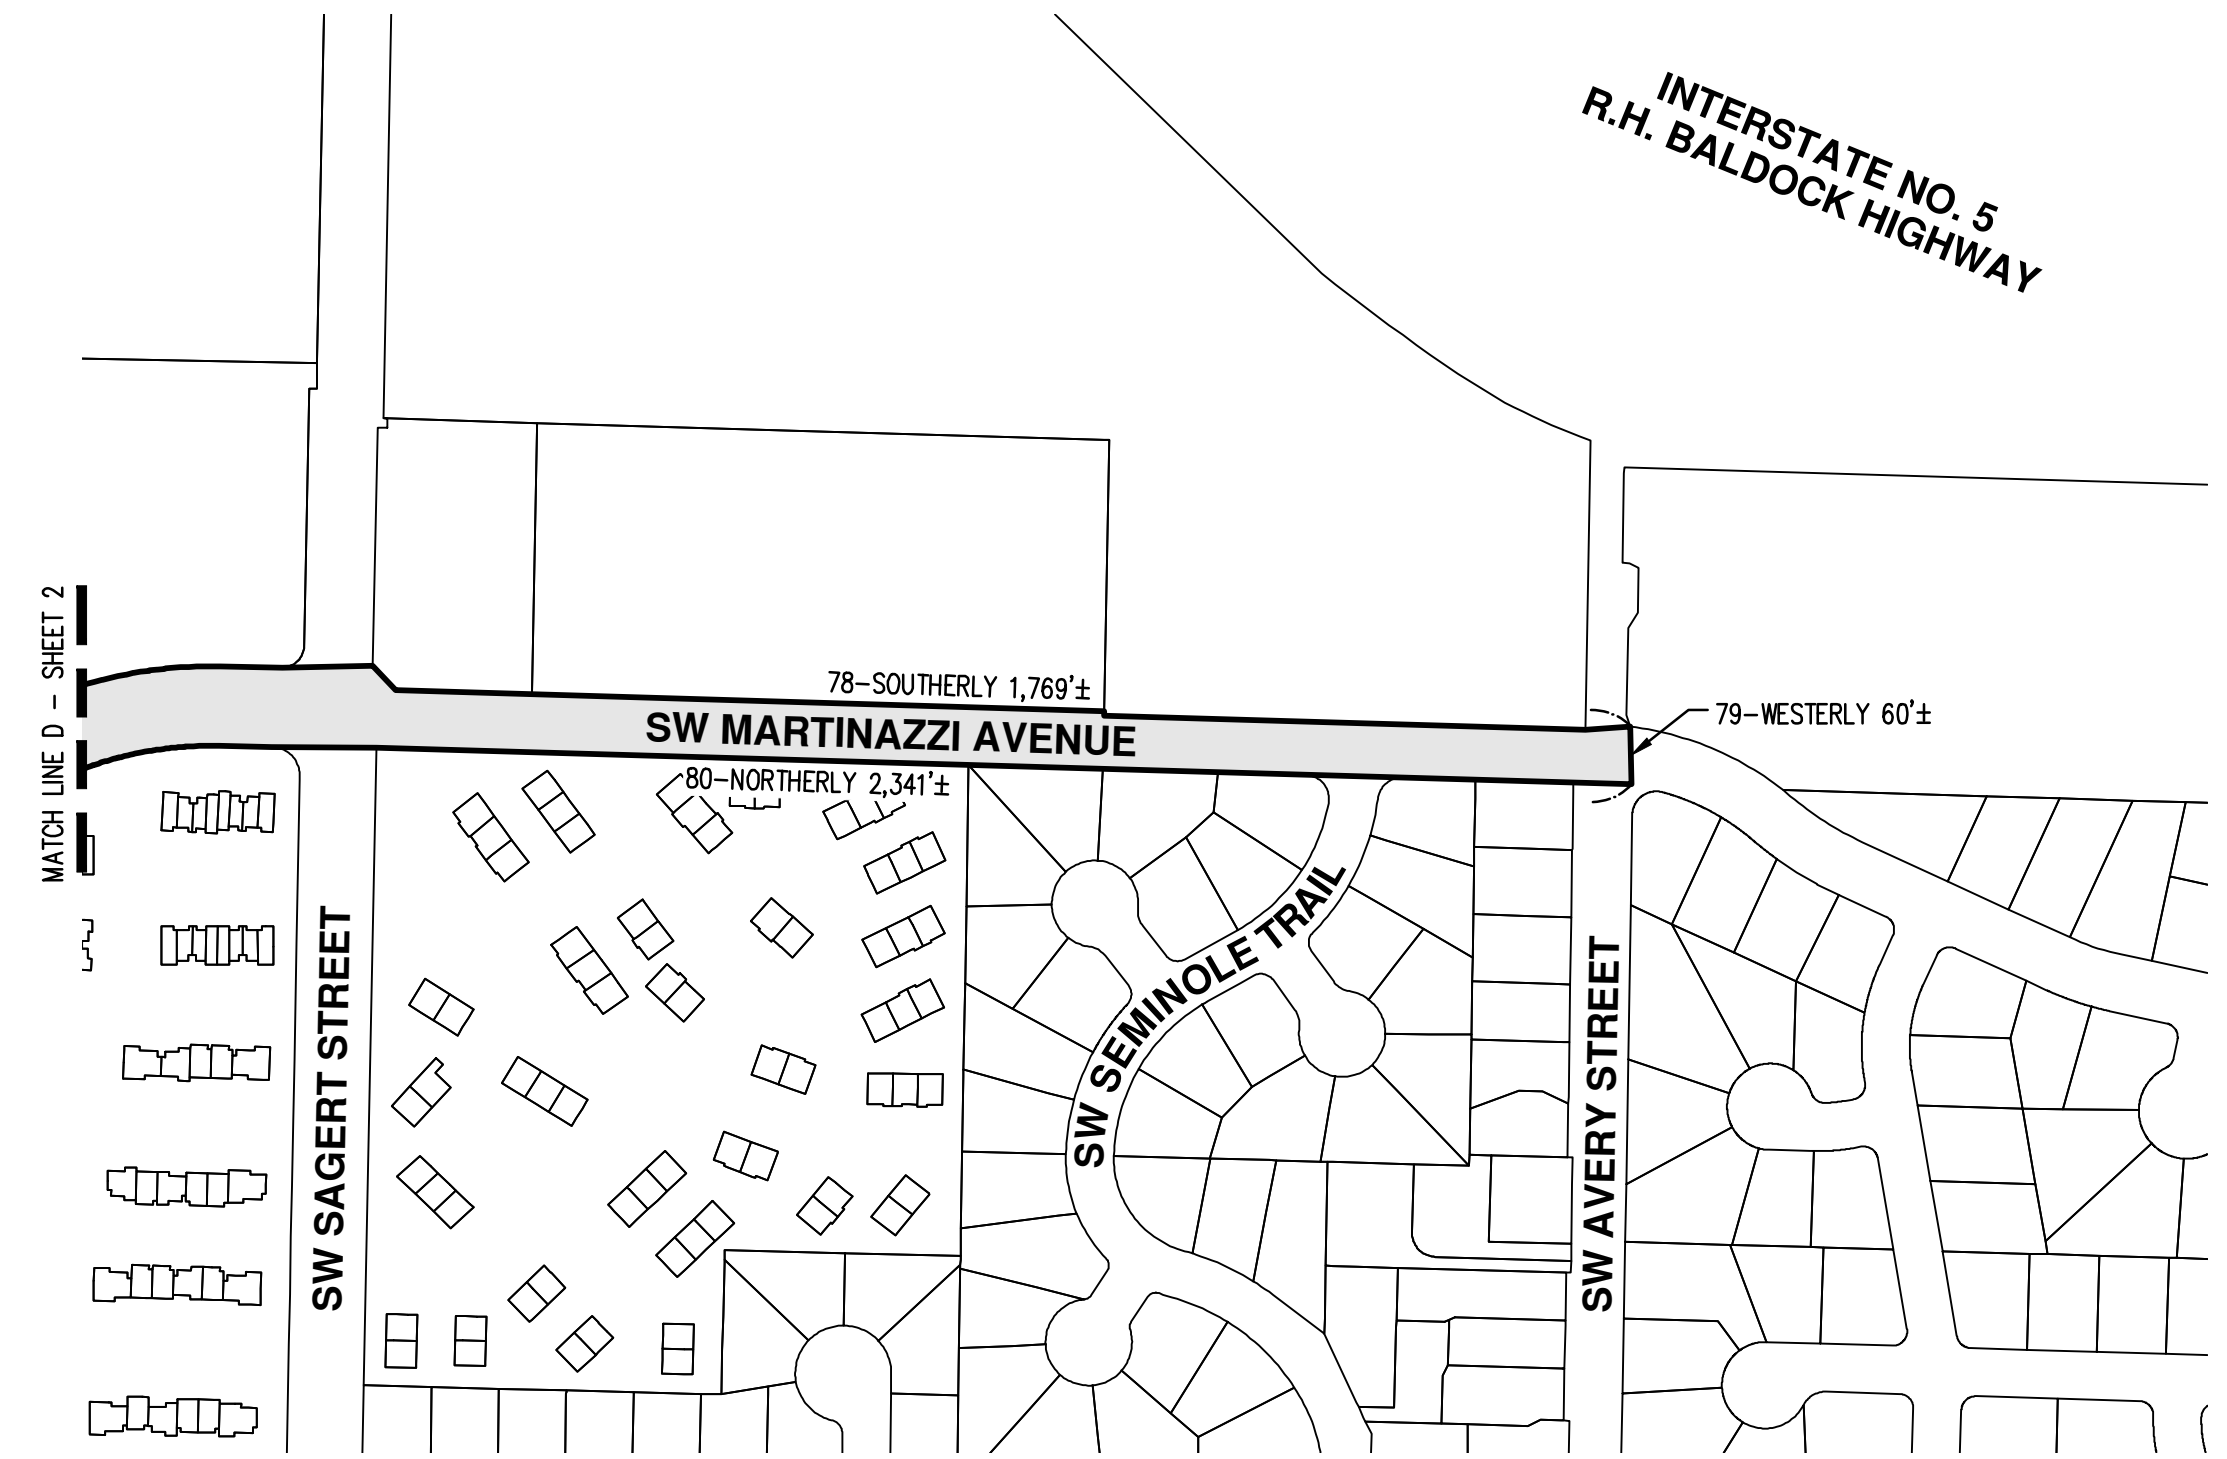 INTERSTATE NO. 5
R.H. BALDOCK HIGHWAY
MATCH LINE D - SHEET 2
78-SOUTHERLY 1,769'±
SW MARTINAZZI AVENUE
79-WESTERLY 60'±
80-NORTHERLY 2,341'±
SW SAGERT STREET
SW SEMINOLE TRAIL
SW AVERY STREET